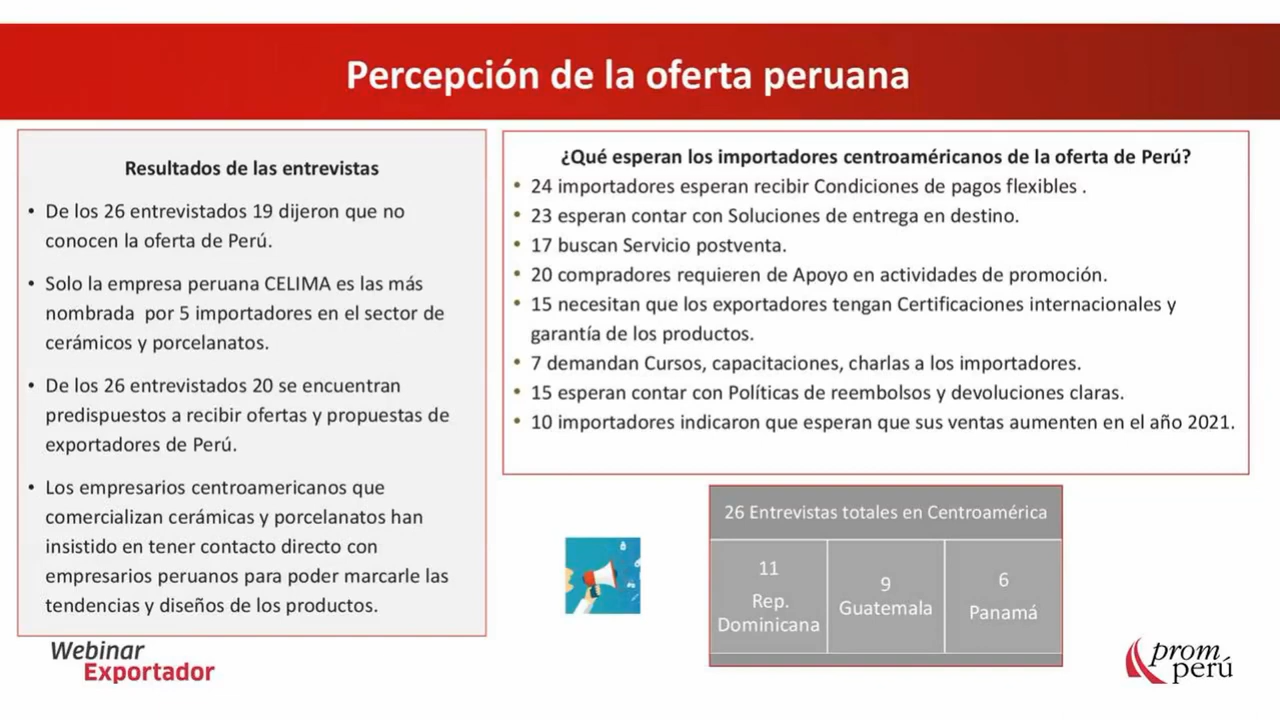 Percepción de la oferta peruana
Resultados de las entrevistas
• De los 26 entrevistados 19 dijeron que no
conocen la oferta de Perú.
• Solo la empresa peruana CELIMA es las más
nombrada por 5 importadores en el sector de
cerámicos y porcelanatos.
• De los 26 entrevistados 20 se encuentran
predispuestos a recibir ofertas y propuestas de
exportadores de Perú.
• Los empresarios centroamericanos que
comercializan cerámicas y porcelanatos han
insistido en tener contacto directo con
empresarios peruanos para poder marcarle las
tendencias y diseños de los productos.
¿Qué esperan los importadores centroaméricanos de la oferta de Perú?
• 24 importadores esperan recibir Condiciones de pagos flexibles .
• 23 esperan contar con Soluciones de entrega en destino.
• 17 buscan Servicio postventa.
• 20 compradores requieren de Apoyo en actividades de promoción.
• 15 necesitan que los exportadores tengan Certificaciones internacionales y
garantía de los productos.
• 7 demandan Cursos, capacitaciones, charlas a los importadores.
• 15 esperan contar con Políticas de reembolsos y devoluciones claras.
• 10 importadores indicaron que esperan que sus ventas aumenten en el año 2021.
26 Entrevistas totales en Centroamérica
11
Rep.
Dominicana
9
Guatemala
6
Panamá
Webinar
Exportador
prom
perú